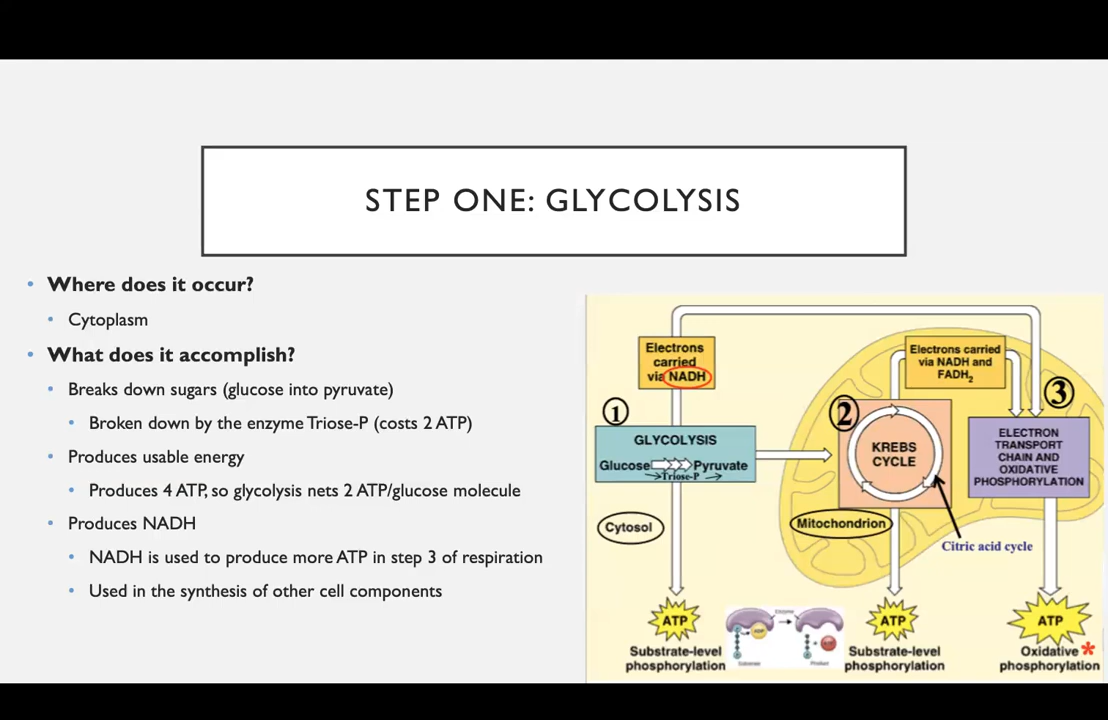 STEP ONE: GLYCOLYSIS
Where does it occur?
Cytoplasm
What does it accomplish?
Breaks down sugars (glucose into pyruvate)
Broken down by the enzyme Triose-P (costs 2 ATP)
Produces usable energy
Produces 4 ATP, so glycolysis nets 2 ATP/glucose molecule
Produces NADH
NADH is used to produce more ATP in step 3 of respiration
Used in the synthesis of other cell components
Electrons
carried
via NADH
Electrons carried
via NADH and
FADH₂
1
2
3
GLYCOLYSIS
Glucose Pyruvate
Triose-P
KREBS
CYCLE
ELECTRON
TRANSPORT
CHAIN AND
OXIDATIVE
PHOSPHORYLATION
Cytosol
Mitochondrion
Citric acid cycle
ATP
Substrate-level
phosphorylation
Enzyme
ADP
Substrate
Product
ATP
Substrate-level
phosphorylation
ATP
Oxidative *
phosphorylation